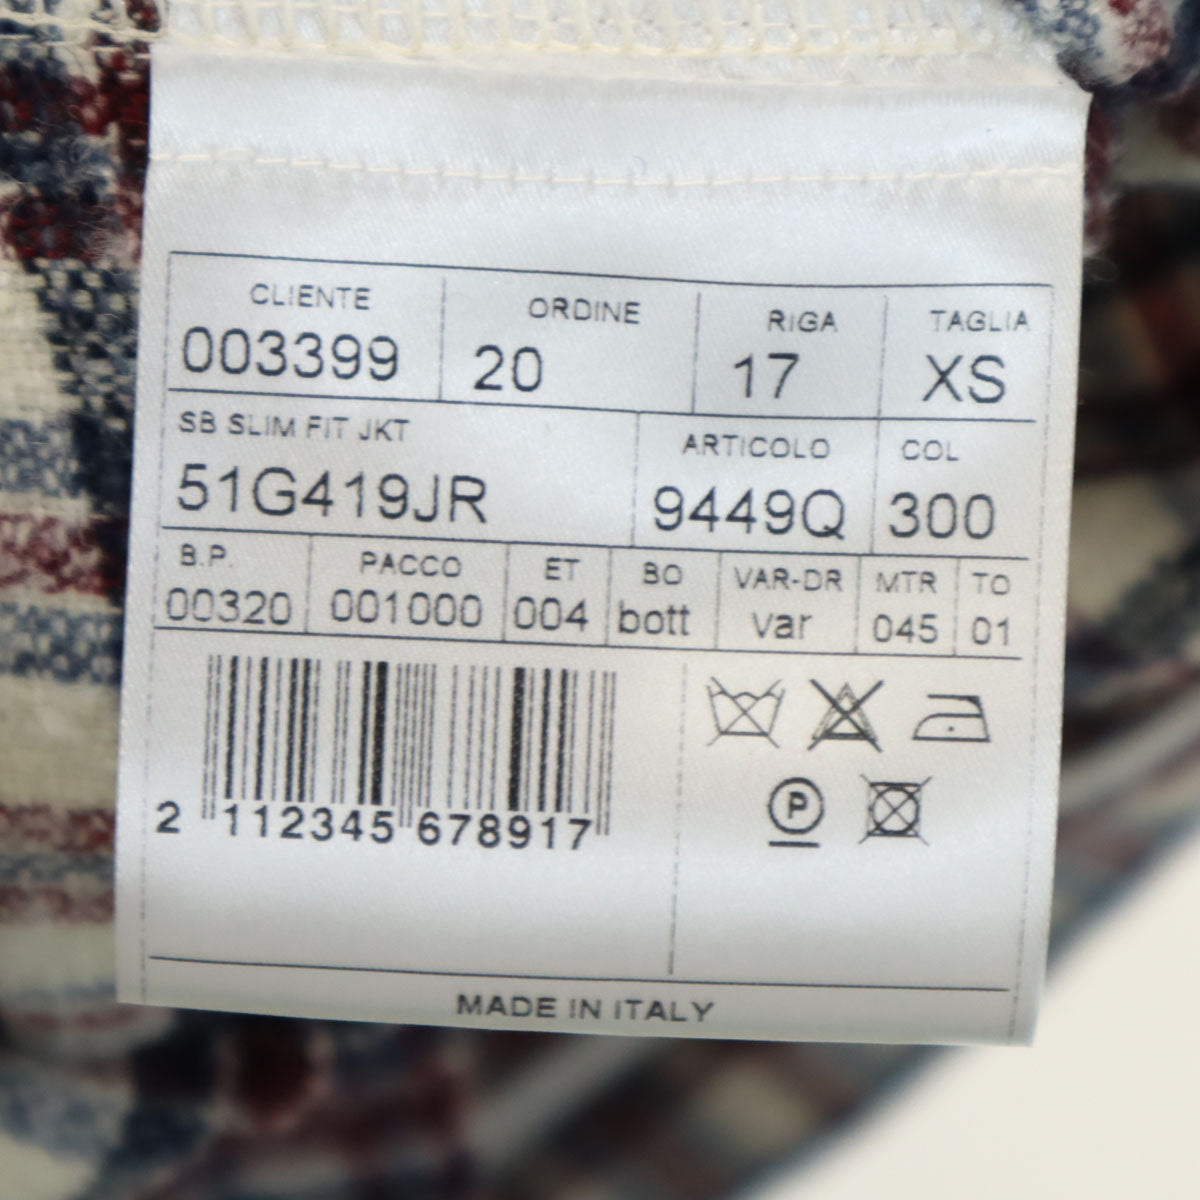 CLIENTE ORDINE RIGA TAGLIA
003399 20 17 XS
SB SLIM FIT JKT ARTICOLO COL
51G419JR 9449Q 300
B.P. PACCO ET BO VAR-DR MTR TO
00320 001000 004 bott var 045 01
P
2 112345 678917
MADE IN ITALY